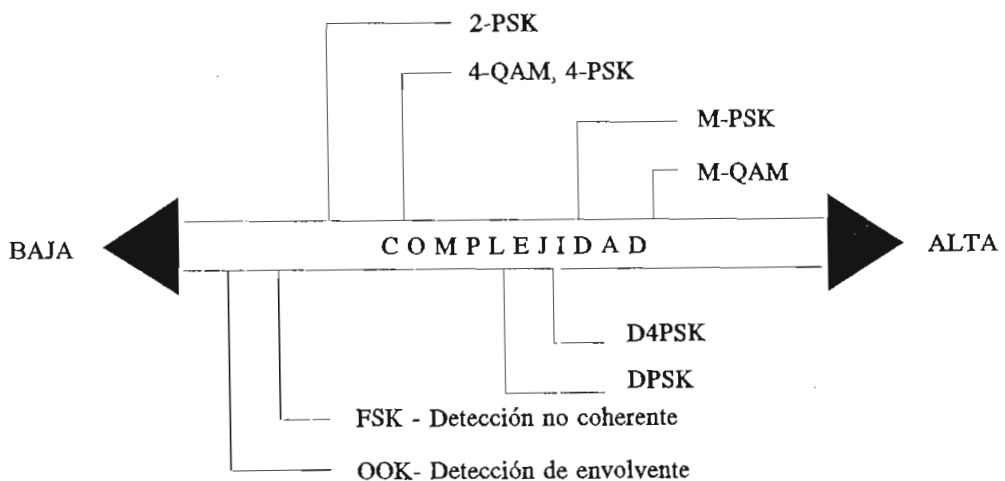 2-PSK
4-QAM, 4-PSK
M-PSK
M-QAM
BAJA
COMPLEJIDAD
ALTA
D4PSK
DPSK
FSK - Detección no coherente
OOK- Detección de envolvente